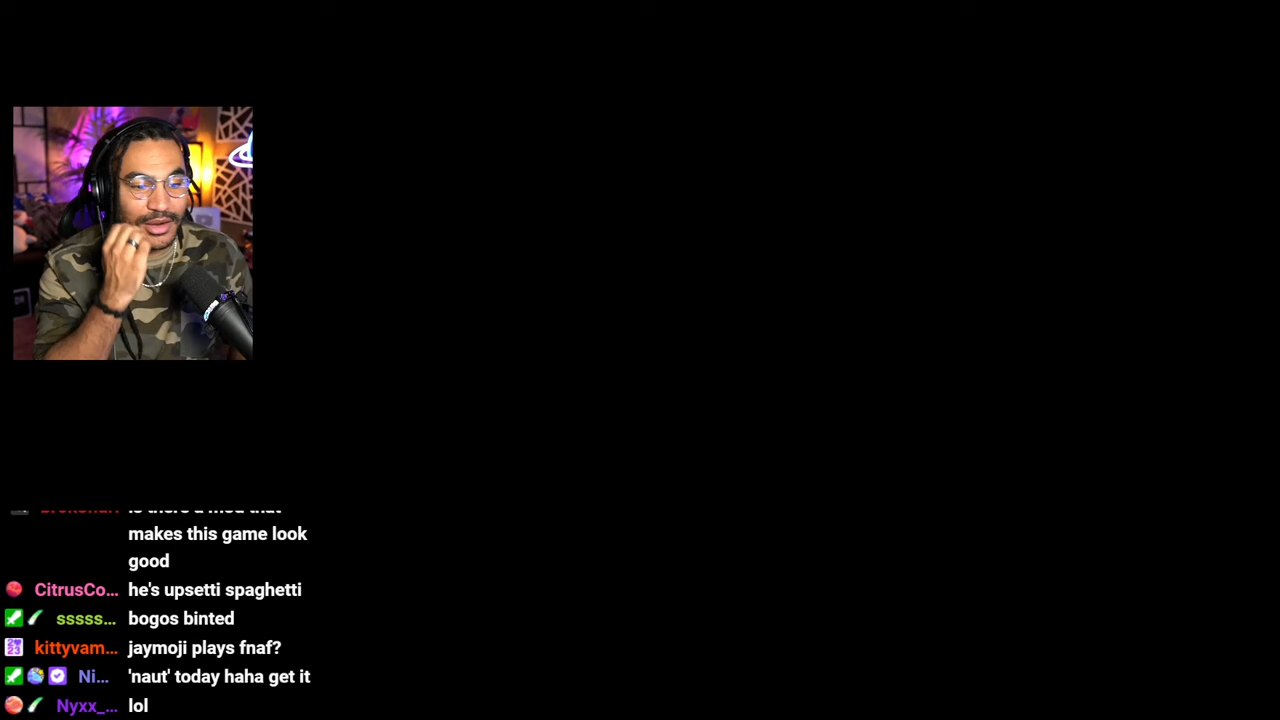 makes this game look
good
CitrusCo... he's upsetti spaghetti
sssss... bogos binted
kittyvam... jaymoji plays fnaf?
Ni... 'naut' today haha get it
Nyxx_... lol